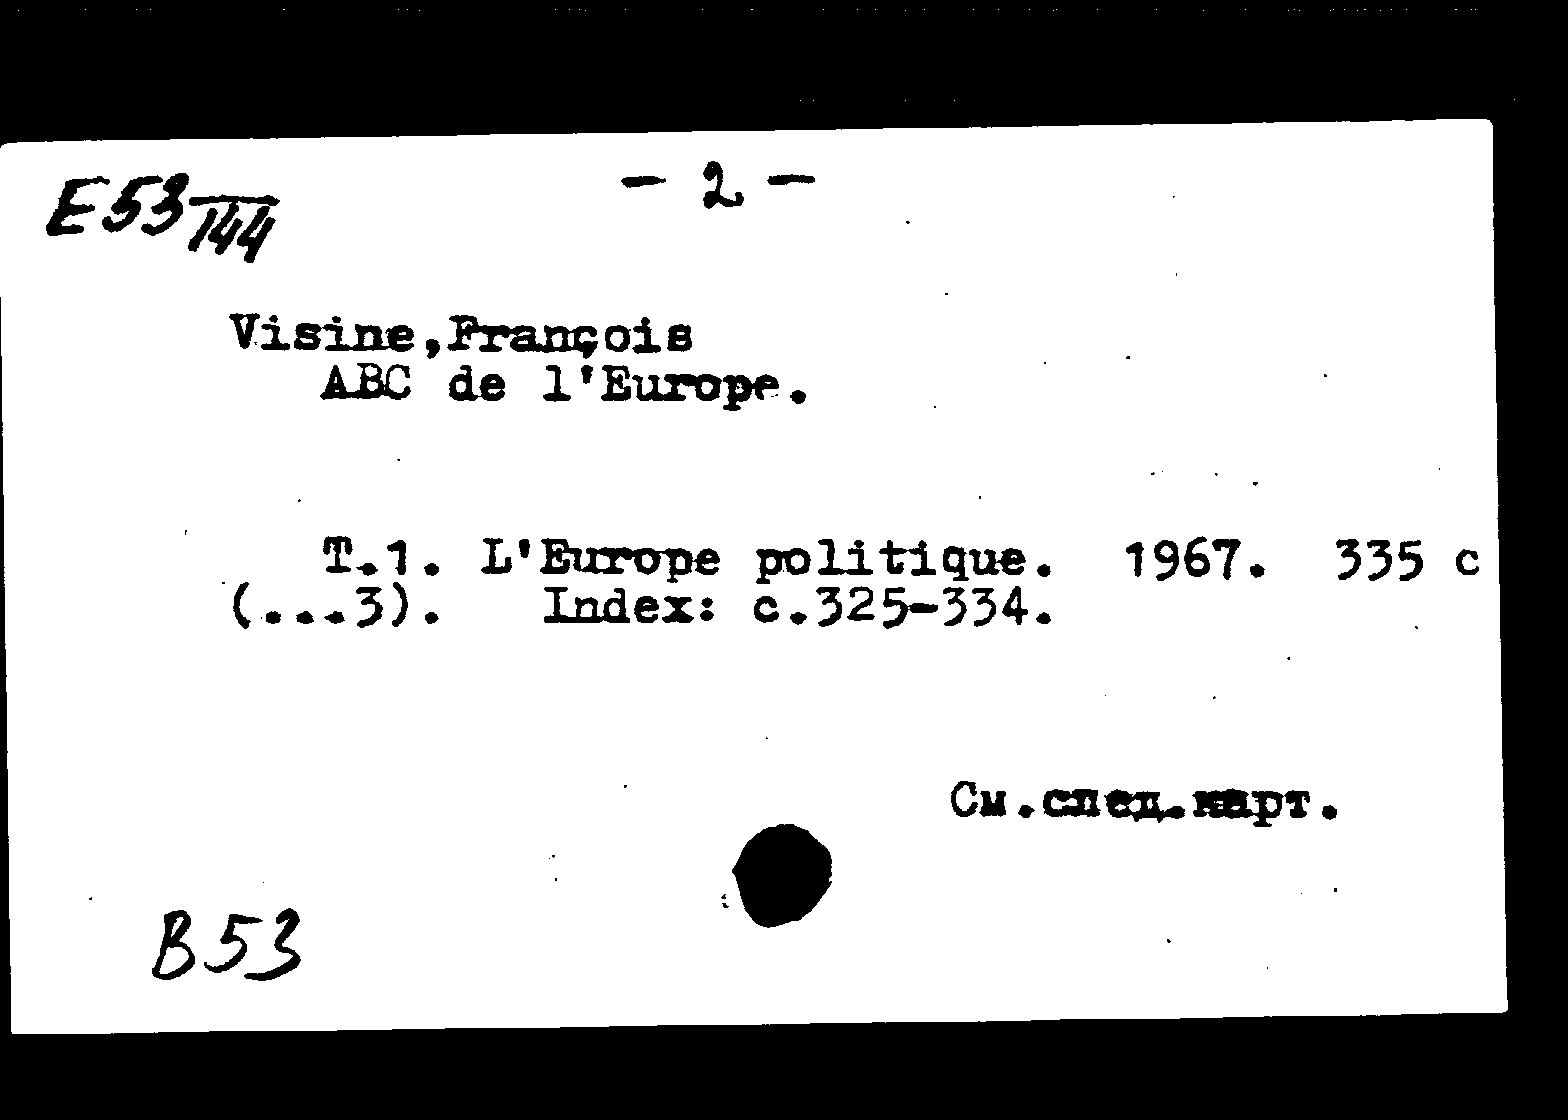 E53/144
- 2 -
Visine,François
ABC de l'Europe.
T.1. L'Europe politique. 1967. 335 c
(...3). Index: c.325-334.
См.спец.карт.
B53